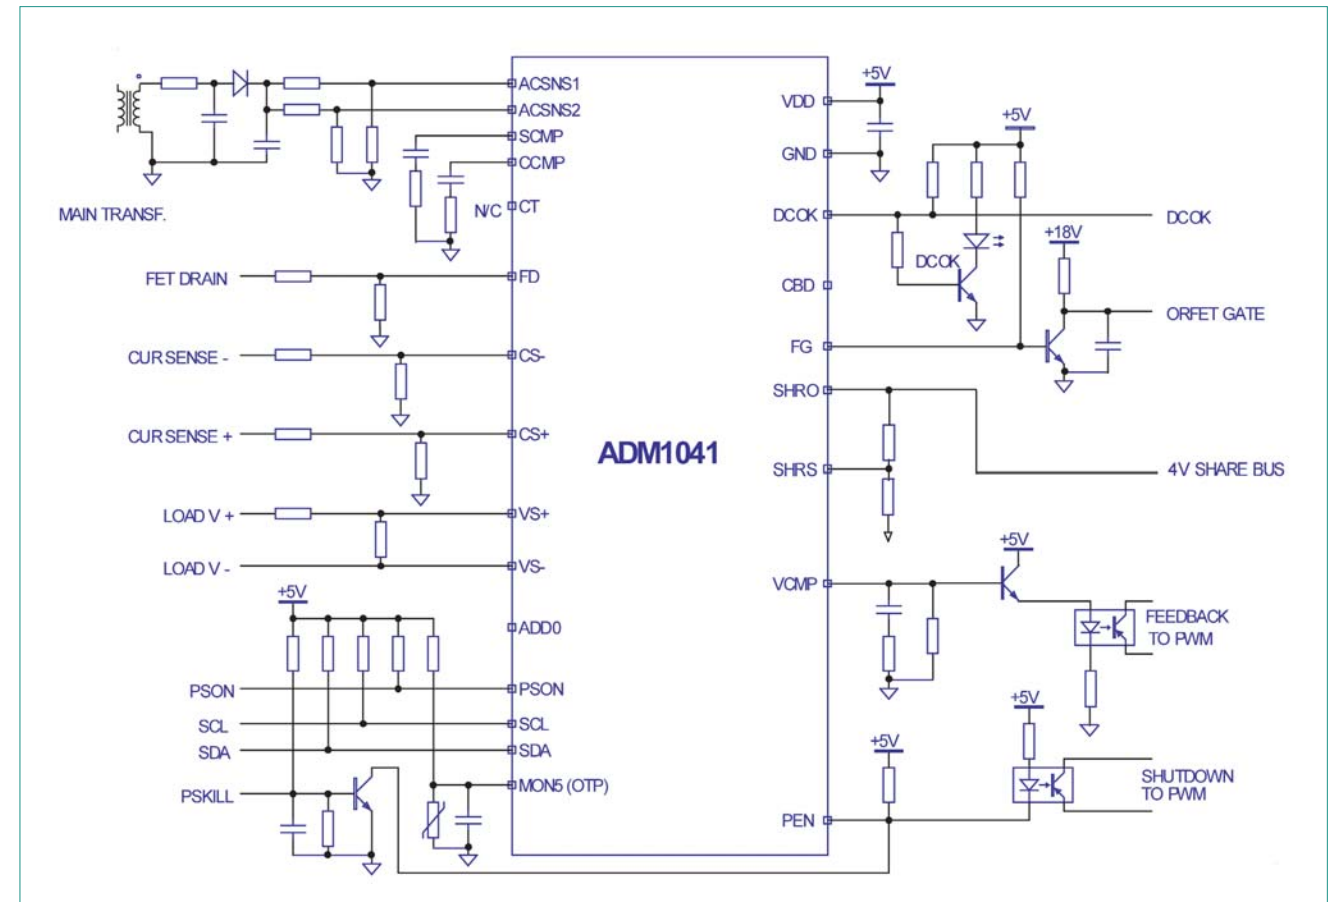 ACSNS1
ACSNS2
SCMP
CCMP
N/C
CT
MAIN TRANSF.
FET DRAIN
FD
CUR SENSE -
CS-
CUR SENSE +
CS+
LOAD V +
VS+
LOAD V -
VS-
+5V
ADD0
PSON
PSON
SCL
SCL
SDA
SDA
PSKILL
MON5 (OTP)
ADM1041
VDD
+5V
GND
+5V
DCOK
DCOK
DCOK
+18V
CBD
ORFET GATE
FG
SHRO
SHRS
4V SHARE BUS
+5V
VCMP
FEEDBACK
TO PWM
+5V
+5V
SHUTDOWN
TO PWM
PEN